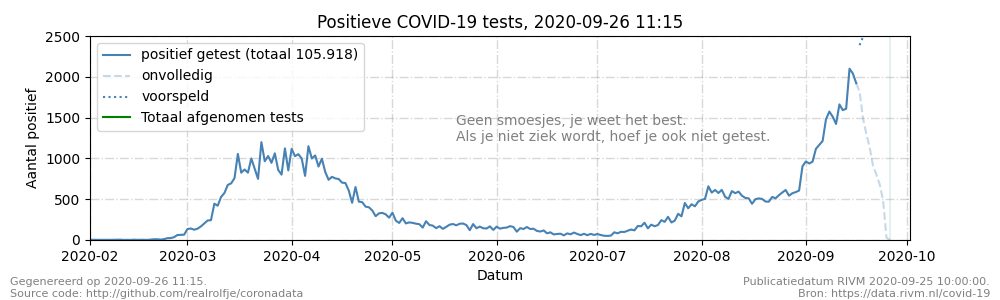 Positieve COVID-19 tests, 2020-09-26 11:15
Aantal positief
2500
2000
1500
1000
500
0
positief getest (totaal 105.918)
onvolledig
voorspeld
Totaal afgenomen tests
Geen smoesjes, je weet het best.
Als je niet ziek wordt, hoef je ook niet getest.
2020-02 2020-03 2020-04 2020-05 2020-06 2020-07 2020-08 2020-09 2020-10
Datum
Gegenereerd op 2020-09-26 11:15.
Source code: http://github.com/realrolfje/coronadata
Publicatiedatum RIVM 2020-09-25 10:00:00.
Bron: https://data.rivm.nl/covid-19